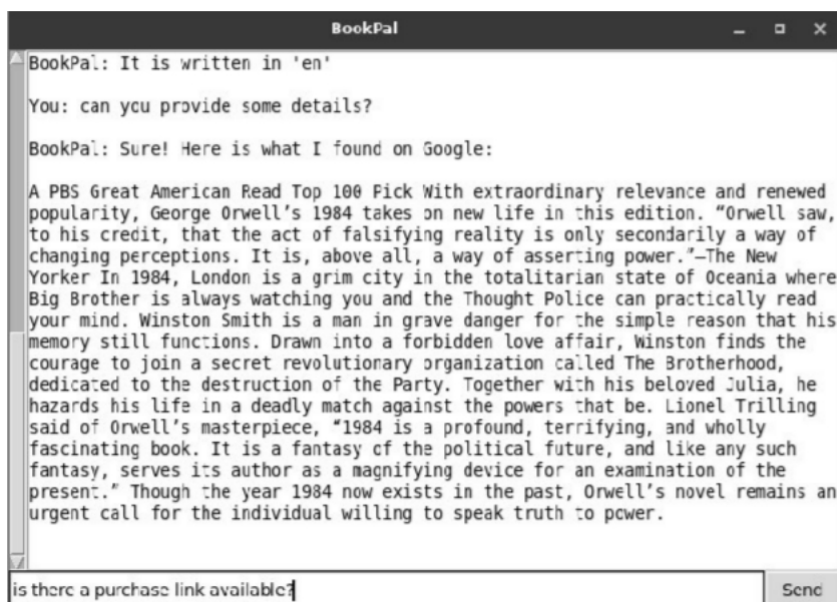 BookPal
BookPal: It is written in 'en'
You: can you provide some details?
BookPal: Sure! Here is what I found on Google:
A PBS Great American Read Top 100 Pick With extraordinary relevance and renewed
popularity, George Orwell’s 1984 takes on new life in this edition. “Orwell saw,
to his credit, that the act of falsifying reality is only secondarily a way of
changing perceptions. It is, above all, a way of asserting power.”—The New
Yorker In 1984, London is a grim city in the totalitarian state of Oceania where
Big Brother is always watching you and the Thought Police can practically read
your mind. Winston Smith is a man in grave danger for the simple reason that his
memory still functions. Drawn into a forbidden love affair, Winston finds the
courage to join a secret revolutionary organization called The Brotherhood,
dedicated to the destruction of the Party. Together with his beloved Julia, he
hazards his life in a deadly match against the powers that be. Lionel Trilling
said of Orwell’s masterpiece, “1984 is a profound, terrifying, and wholly
fascinating book. It is a fantasy of the political future, and like any such
fantasy, serves its author as a magnifying device for an examination of the
present.” Though the year 1984 now exists in the past, Orwell’s novel remains an
urgent call for the individual willing to speak truth to power.
is there a purchase link available?
Send